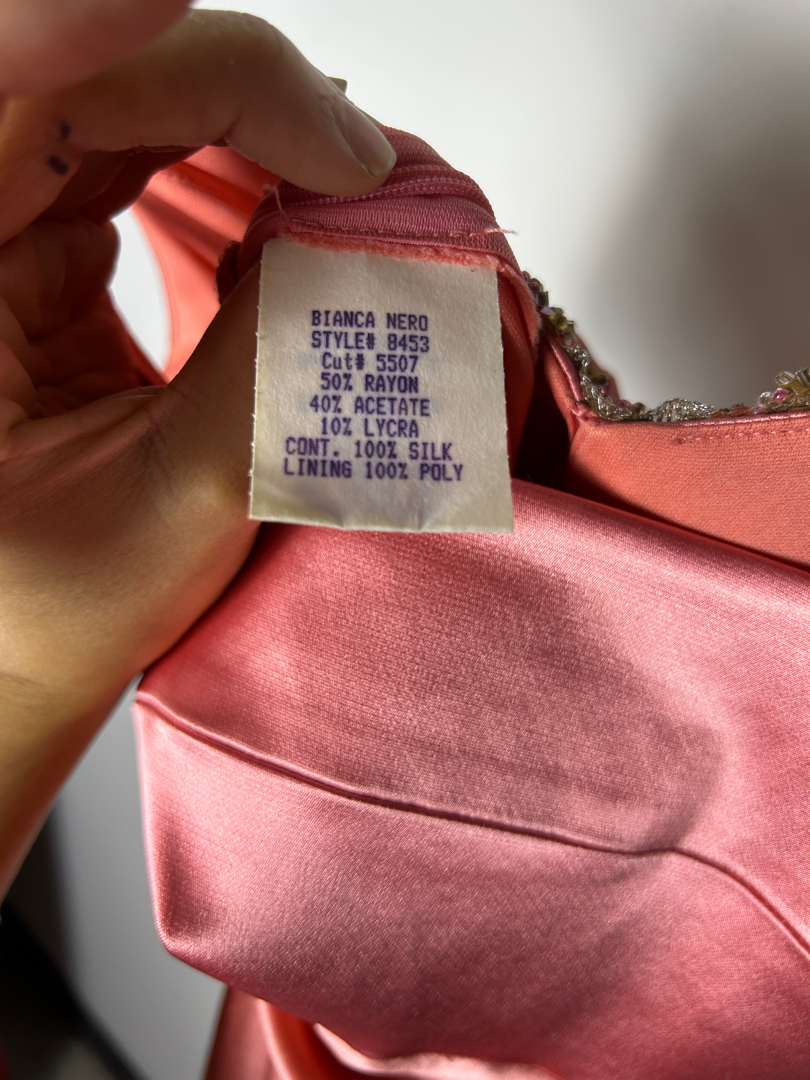 BIANCA NERO
STYLE# 8453
Cut# 5507
50% RAYON
40% ACETATE
10% LYCRA
CONT. 100% SILK
LINING 100% POLY